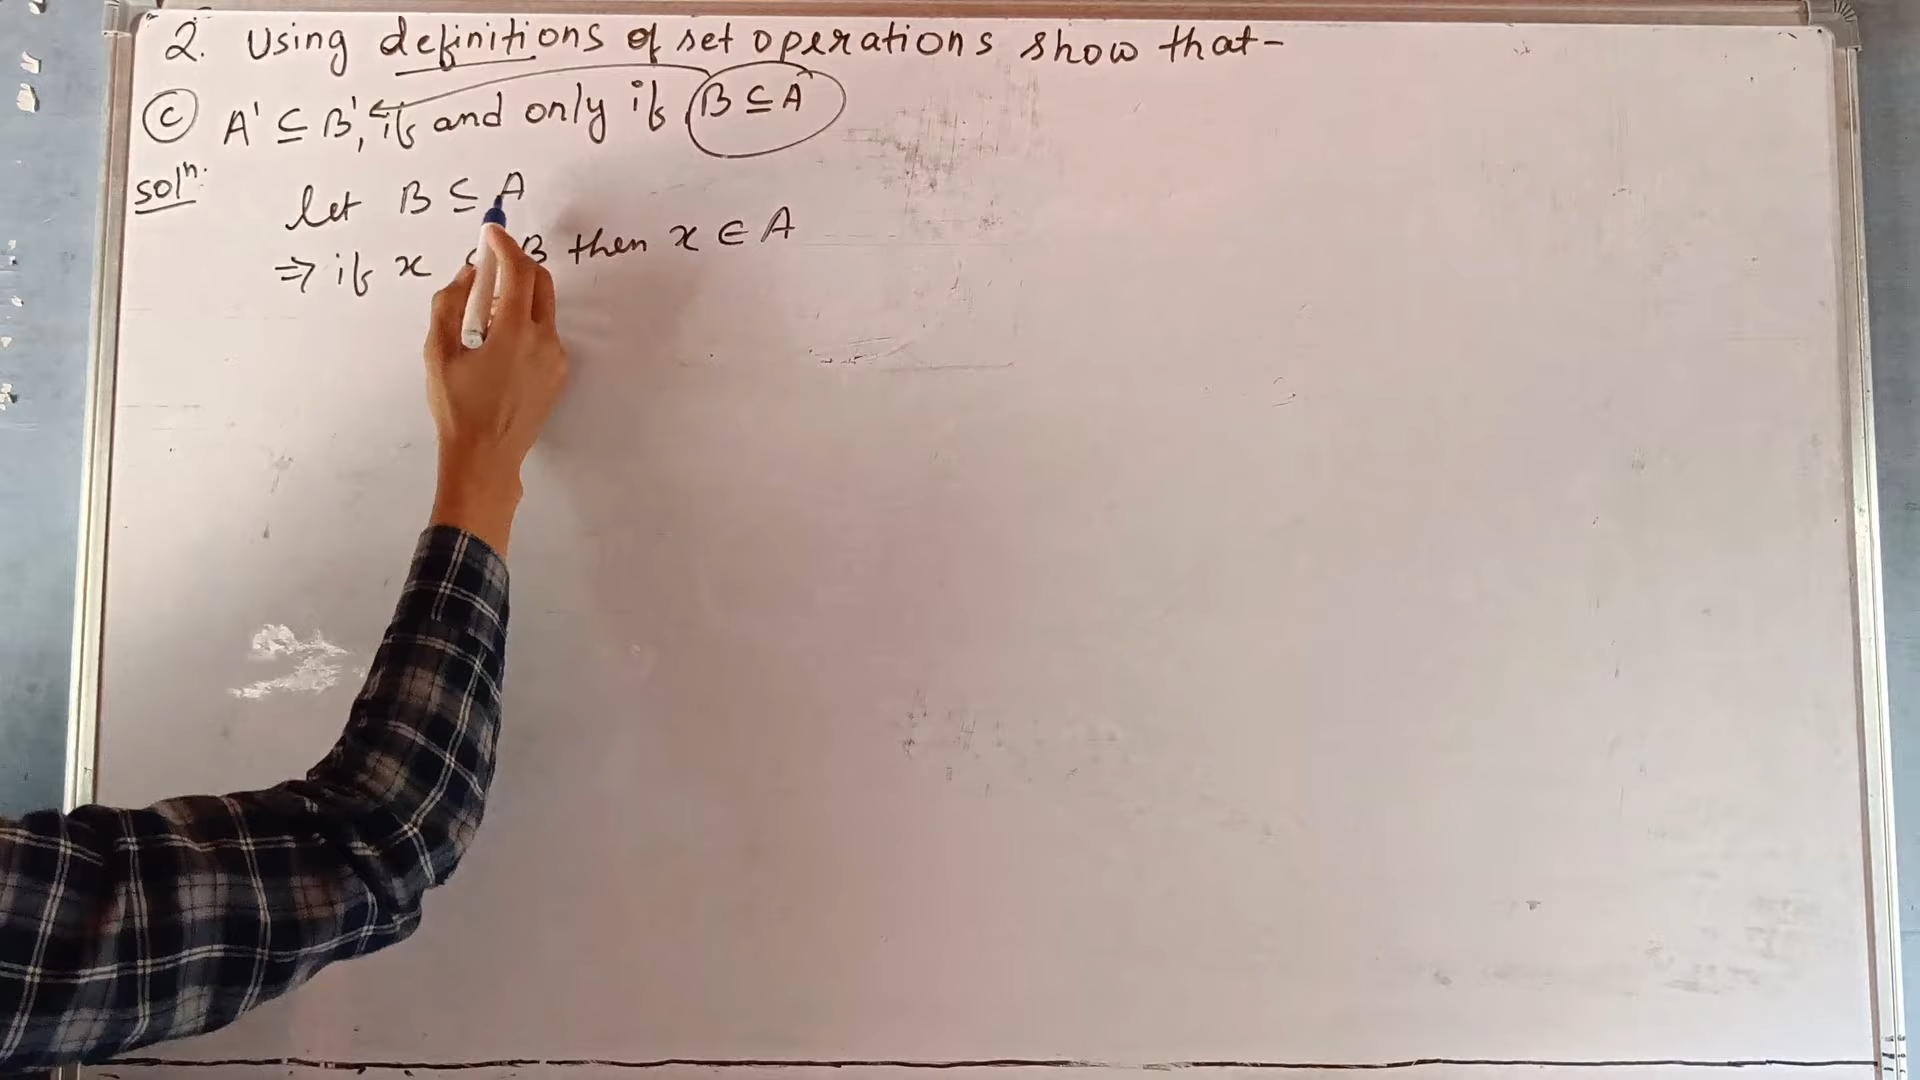 2. Using definitions of set operations show that-
(c) A' ⊆ B', if and only if B ⊆ A
solⁿ.
let B ⊆ A
⇒ if x B then x ∈ A